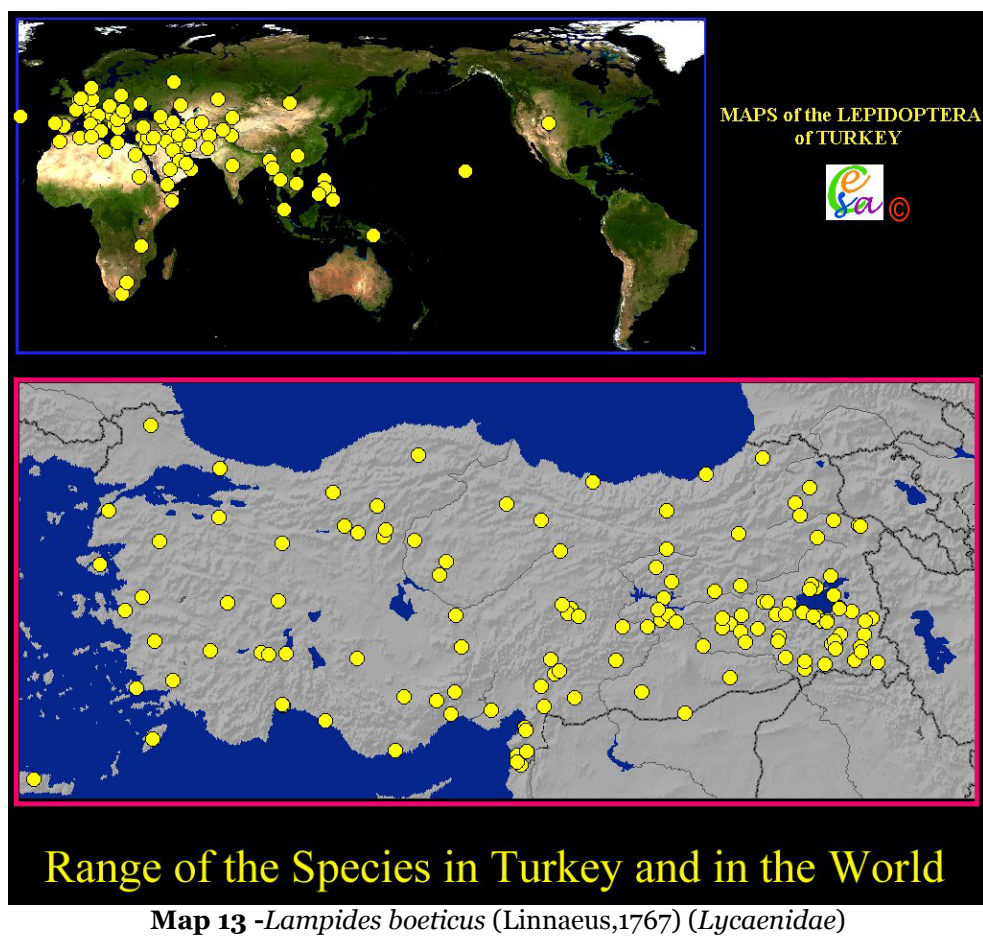 MAPS of the LEPIDOPTERA
of TURKEY
Cesa ©
Range of the Species in Turkey and in the World
Map 13 -Lampides boeticus (Linnaeus,1767) (Lycaenidae)